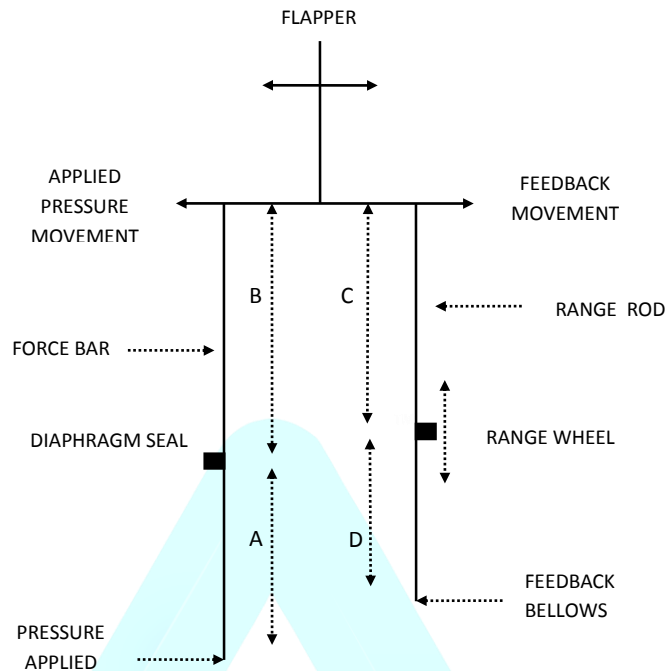 FLAPPER
APPLIED
PRESSURE
MOVEMENT
FEEDBACK
MOVEMENT
B
C
RANGE ROD
FORCE BAR
DIAPHRAGM SEAL
RANGE WHEEL
A
D
FEEDBACK
BELLOWS
PRESSURE
APPLIED